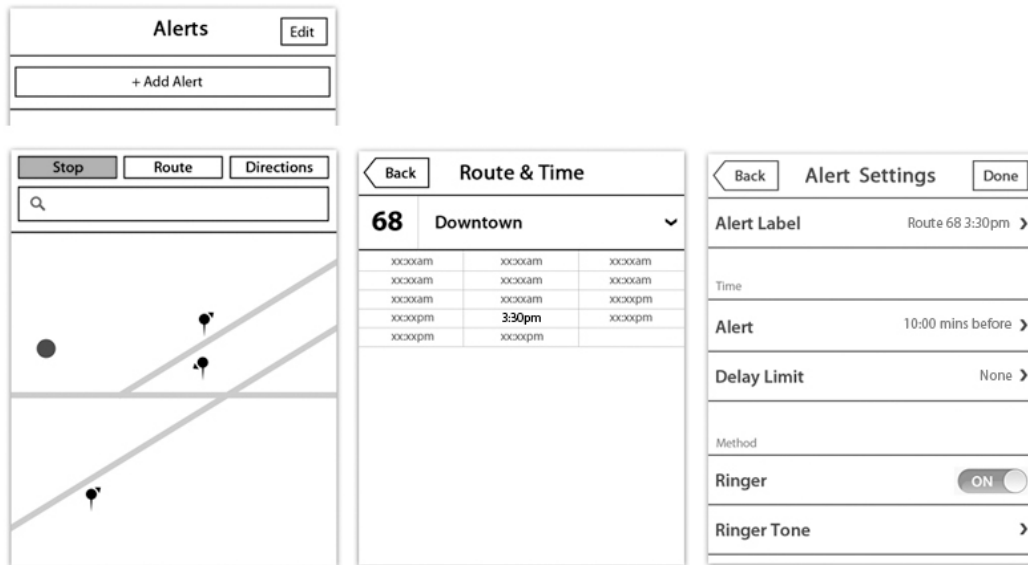 Alerts
Edit
+ Add Alert
Stop Route Directions
Back Route & Time
68 Downtown
xx:xxam xx:xxam xx:xxam
xx:xxam xx:xxam xx:xxam
xx:xxam xx:xxam xx:xxpm
xx:xxpm 3:30pm xx:xxpm
xx:xxpm xx:xxpm
Back Alert Settings Done
Alert Label Route 68 3:30pm
Time
Alert 10:00 mins before
Delay Limit None
Method
Ringer ON
Ringer Tone